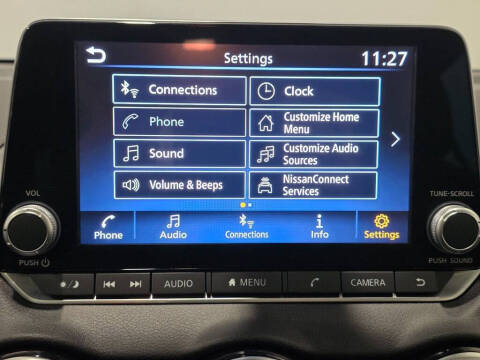 Settings
11:27
Connections
Clock
Phone
Customize Home
Menu
Sound
Customize Audio
Sources
Volume & Beeps
NissanConnect
Services
VOL
TUNE·SCROLL
Phone
Audio
Connections
Info
Settings
PUSH
PUSH SOUND
AUDIO
MENU
CAMERA